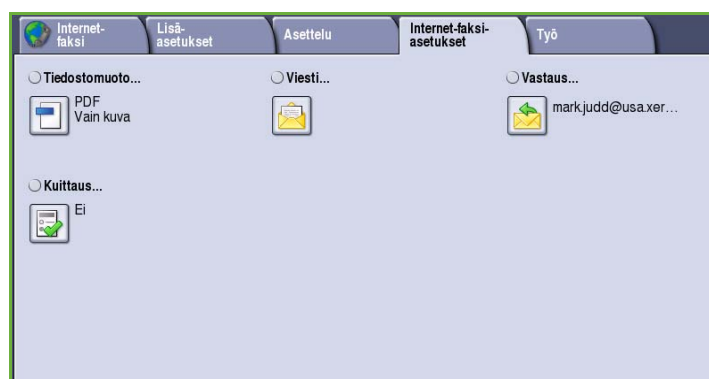 Internet-
faksi
Lisä-
asetukset
Asettelu
Internet-faksi-
asetukset
Työ
Tiedostomuoto...
PDF
Vain kuva
Viesti...
Vastaus...
mark.judd@usa.xer...
Kuittaus...
Ei